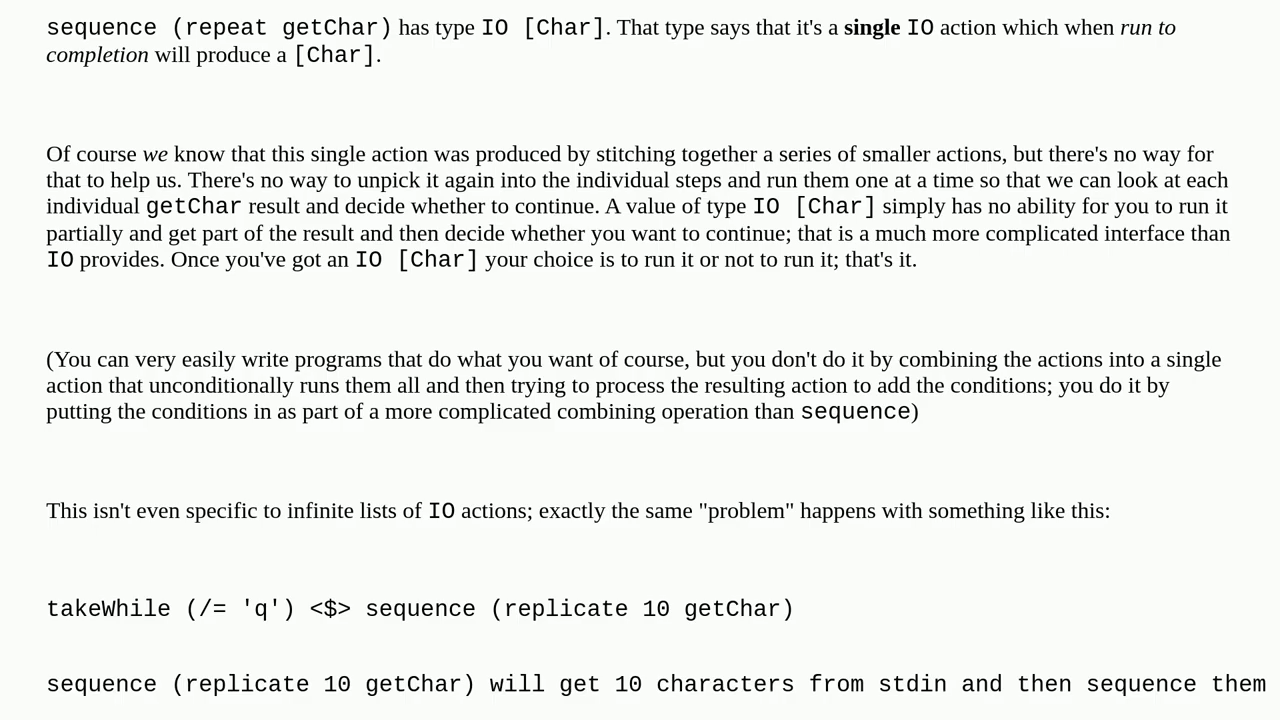 sequence (repeat getChar) has type IO [Char]. That type says that it's a single IO action which when run to
completion will produce a [Char].
Of course we know that this single action was produced by stitching together a series of smaller actions, but there's no way for
that to help us. There's no way to unpick it again into the individual steps and run them one at a time so that we can look at each
individual getChar result and decide whether to continue. A value of type IO [Char] simply has no ability for you to run it
partially and get part of the result and then decide whether you want to continue; that is a much more complicated interface than
IO provides. Once you've got an IO [Char] your choice is to run it or not to run it; that's it.
(You can very easily write programs that do what you want of course, but you don't do it by combining the actions into a single
action that unconditionally runs them all and then trying to process the resulting action to add the conditions; you do it by
putting the conditions in as part of a more complicated combining operation than sequence)
This isn't even specific to infinite lists of IO actions; exactly the same "problem" happens with something like this:
takeWhile (/= 'q') <$> sequence (replicate 10 getChar)
sequence (replicate 10 getChar) will get 10 characters from stdin and then sequence them